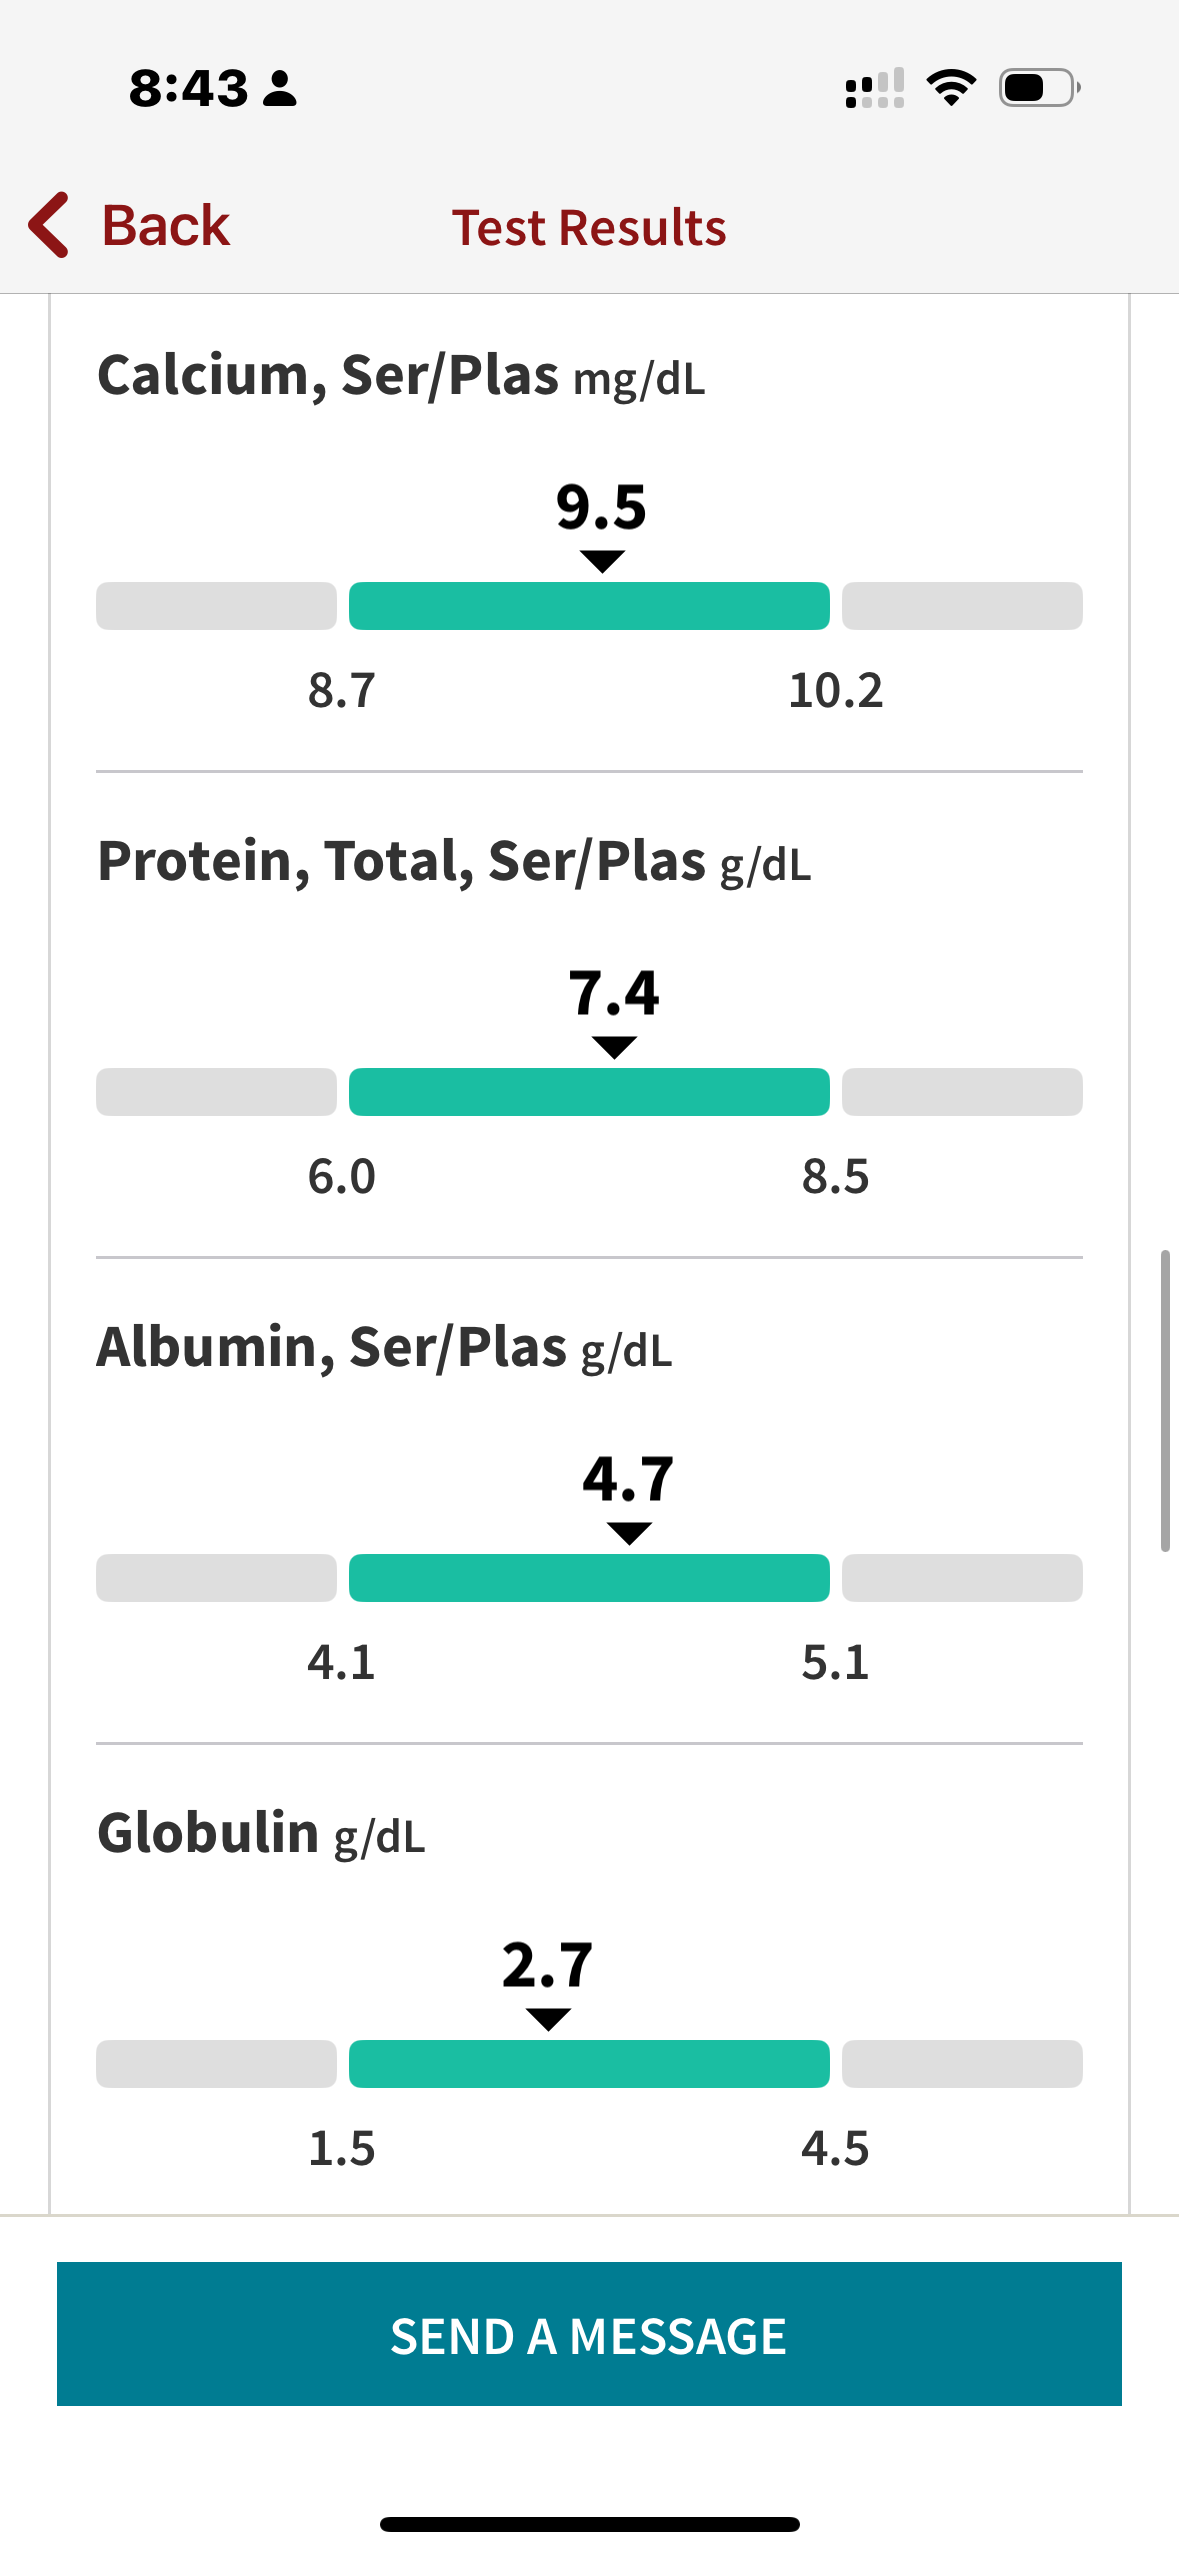 8:43
Back
Test Results
Calcium, Ser/Plas mg/dL
9.5
8.7 10.2
Protein, Total, Ser/Plas g/dL
7.4
6.0 8.5
Albumin, Ser/Plas g/dL
4.7
4.1 5.1
Globulin g/dL
2.7
1.5 4.5
SEND A MESSAGE